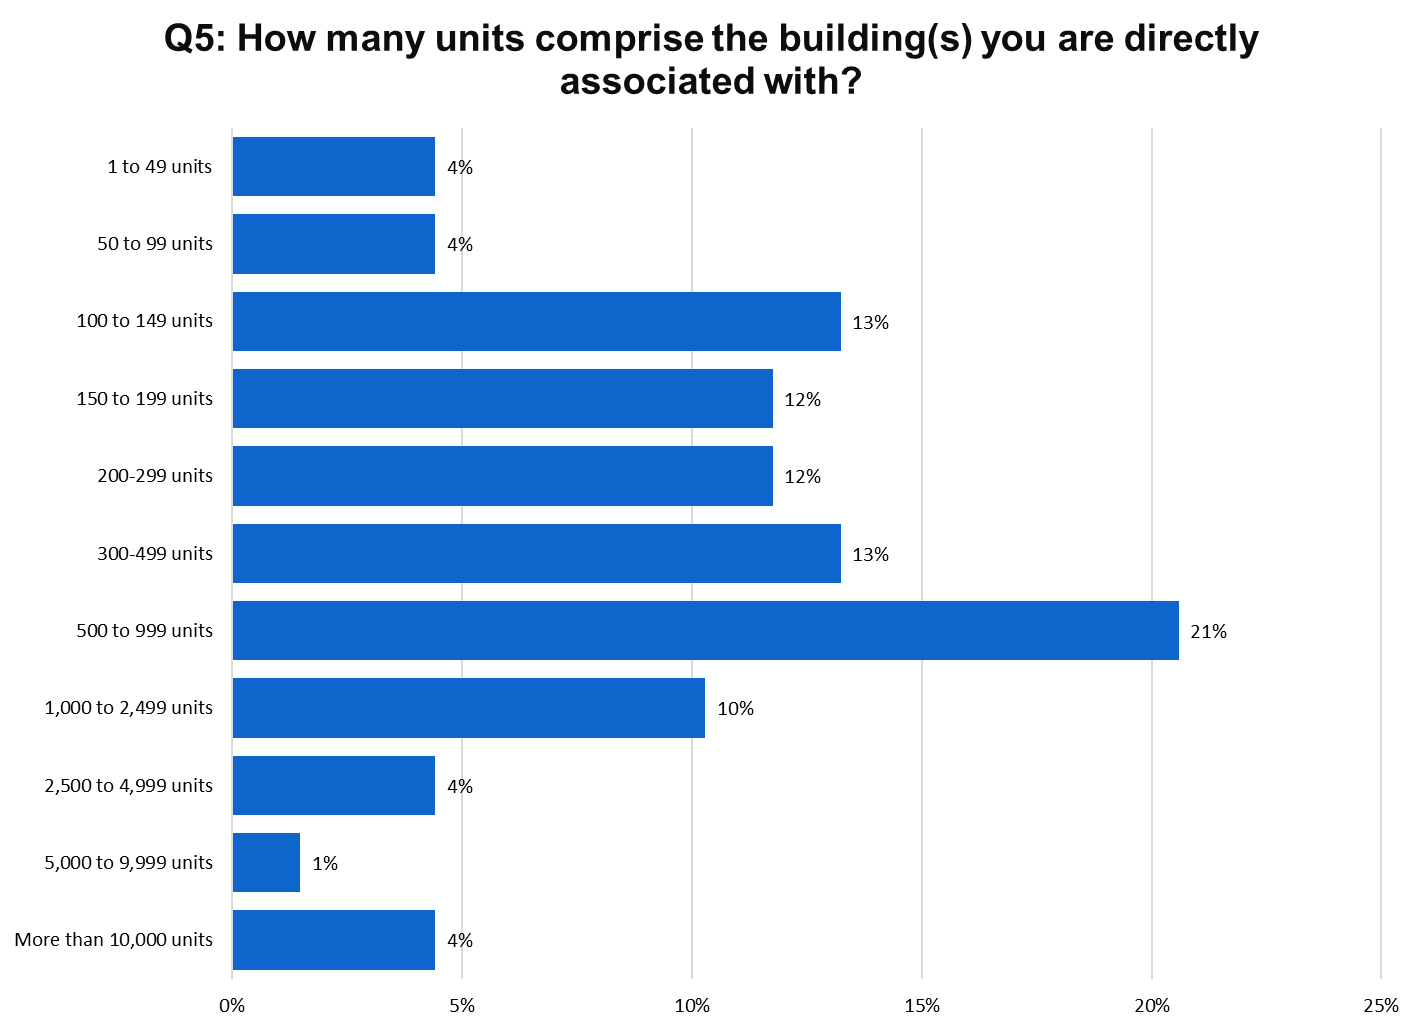 Q5: How many units comprise the building(s) you are directly
associated with?
1 to 49 units
4%
50 to 99 units
4%
100 to 149 units
13%
150 to 199 units
12%
200-299 units
12%
300-499 units
13%
500 to 999 units
21%
1,000 to 2,499 units
10%
2,500 to 4,999 units
4%
5,000 to 9,999 units
1%
More than 10,000 units
4%
0%
5%
10%
15%
20%
25%